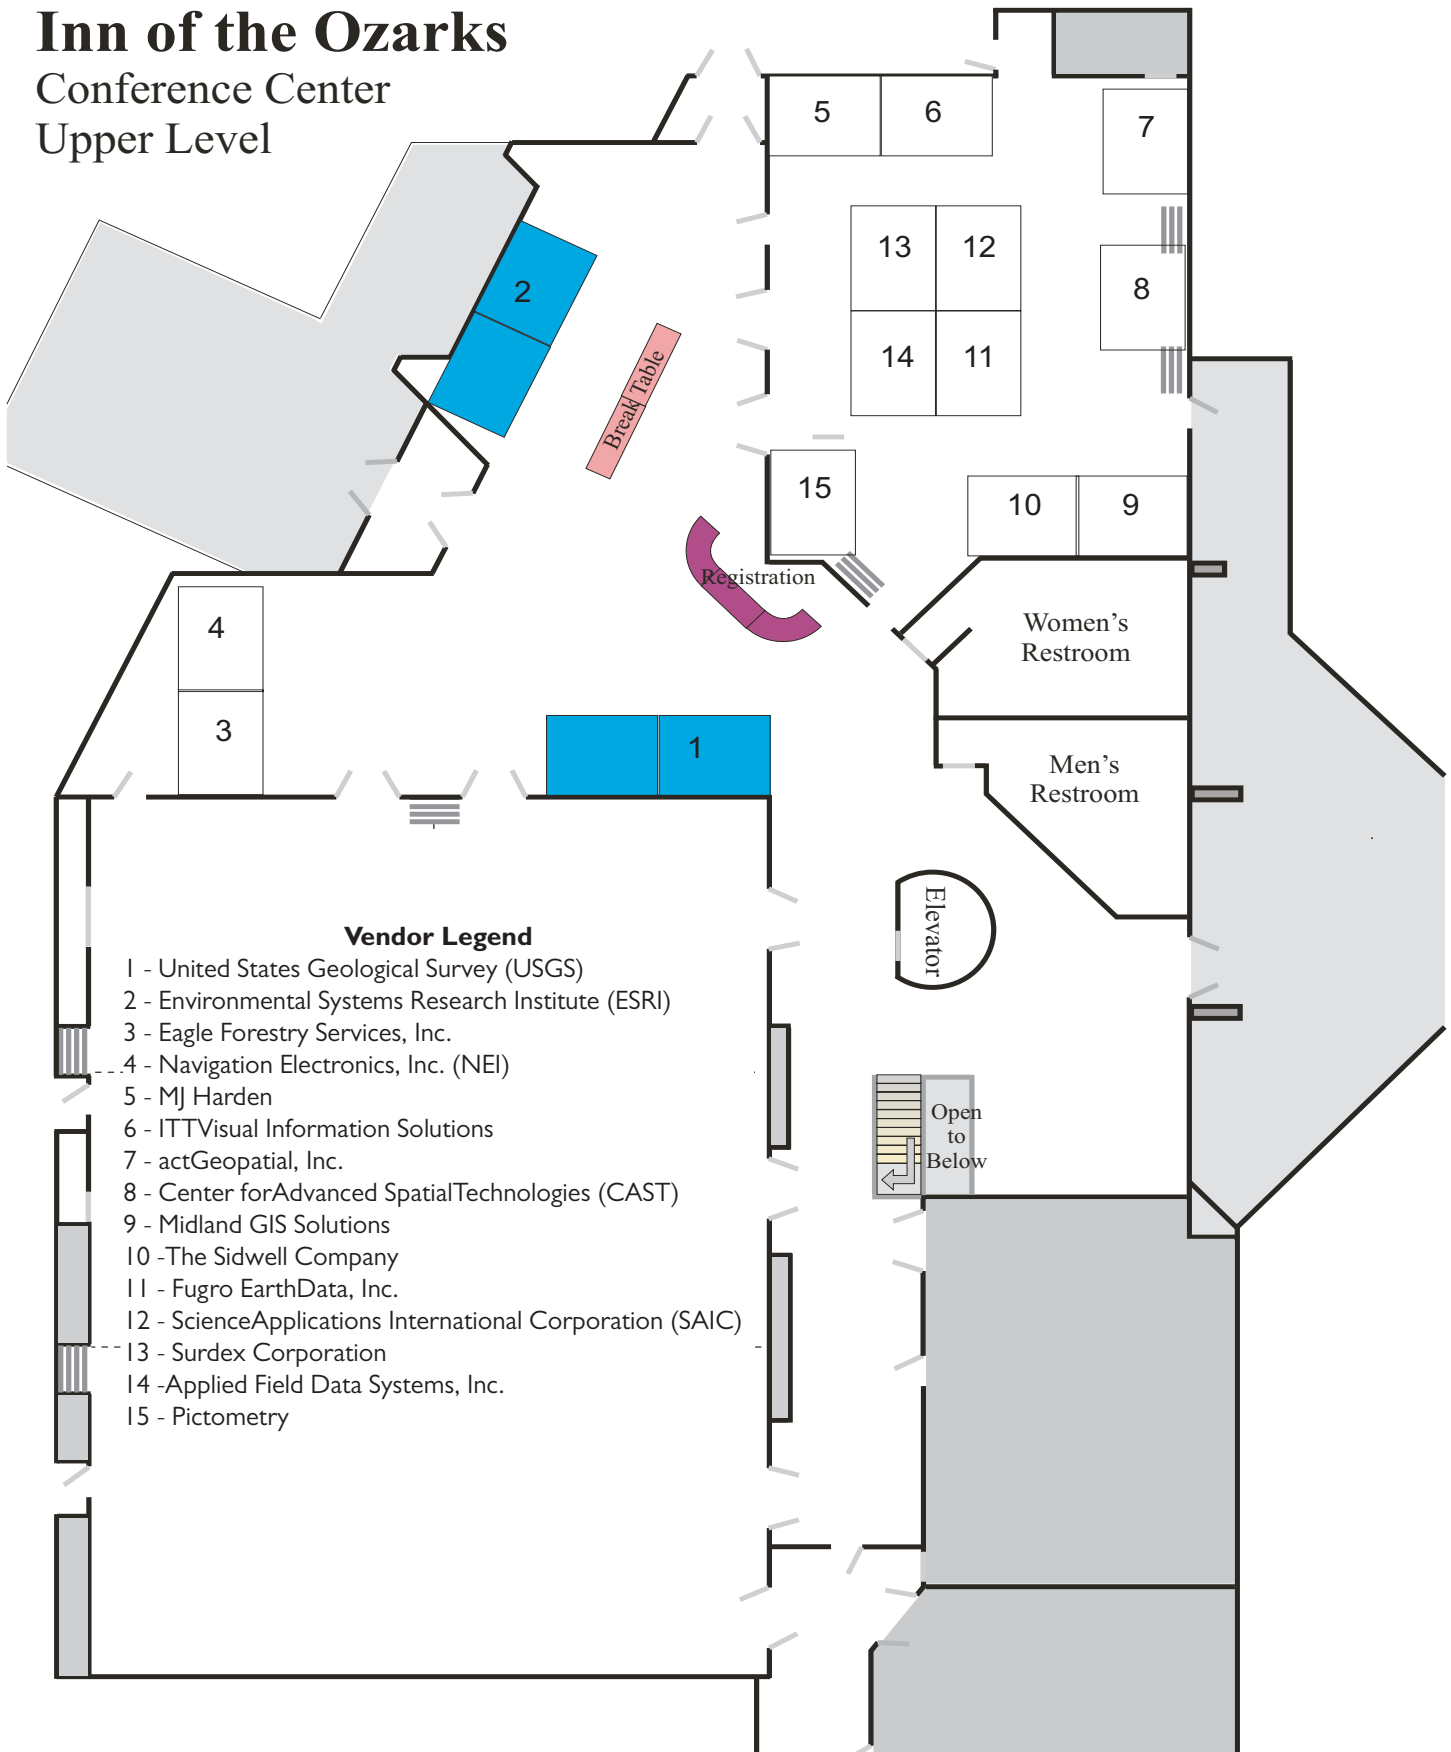 Inn of the Ozarks
Conference Center
Upper Level
5
6
7
13
12
8
2
14
11
Break Table
15
10
9
Registration
4
Women's
Restroom
3
1
Men's
Restroom
Elevator
Vendor Legend
1 - United States Geological Survey (USGS)
2 - Environmental Systems Research Institute (ESRI)
3 - Eagle Forestry Services, Inc.
4 - Navigation Electronics, Inc. (NEI)
5 - MJ Harden
6 - ITTVisual Information Solutions
7 - actGeopatial, Inc.
8 - Center forAdvanced SpatialTechnologies (CAST)
9 - Midland GIS Solutions
10 -The Sidwell Company
11 - Fugro EarthData, Inc.
12 - ScienceApplications International Corporation (SAIC)
13 - Surdex Corporation
14 -Applied Field Data Systems, Inc.
15 - Pictometry
Open
to
Below